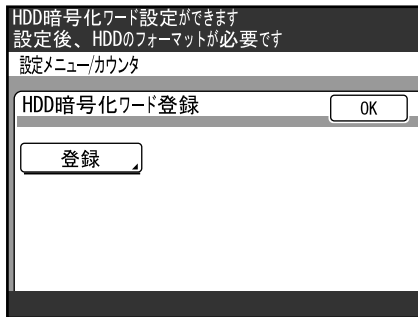 HDD暗号化ワード設定ができます
設定後、HDDのフォーマットが必要です
設定メニュー/カウンタ
HDD暗号化ワード登録
OK
登録